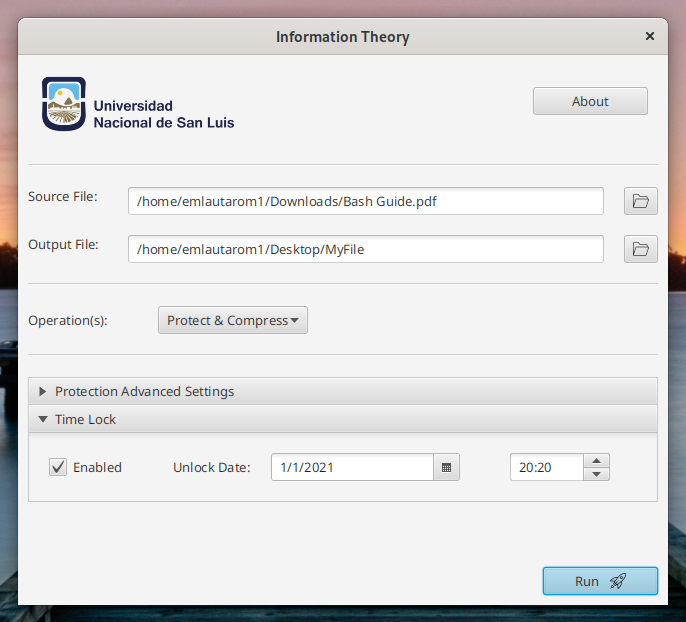 Information Theory
Universidad
Nacional de San Luis
About
Source File:
/home/emlautarom1/Downloads/Bash Guide.pdf
Output File:
/home/emlautarom1/Desktop/MyFile
Operation(s):
Protect & Compress
Protection Advanced Settings
Time Lock
Enabled
Unlock Date:
1/1/2021
20:20
Run